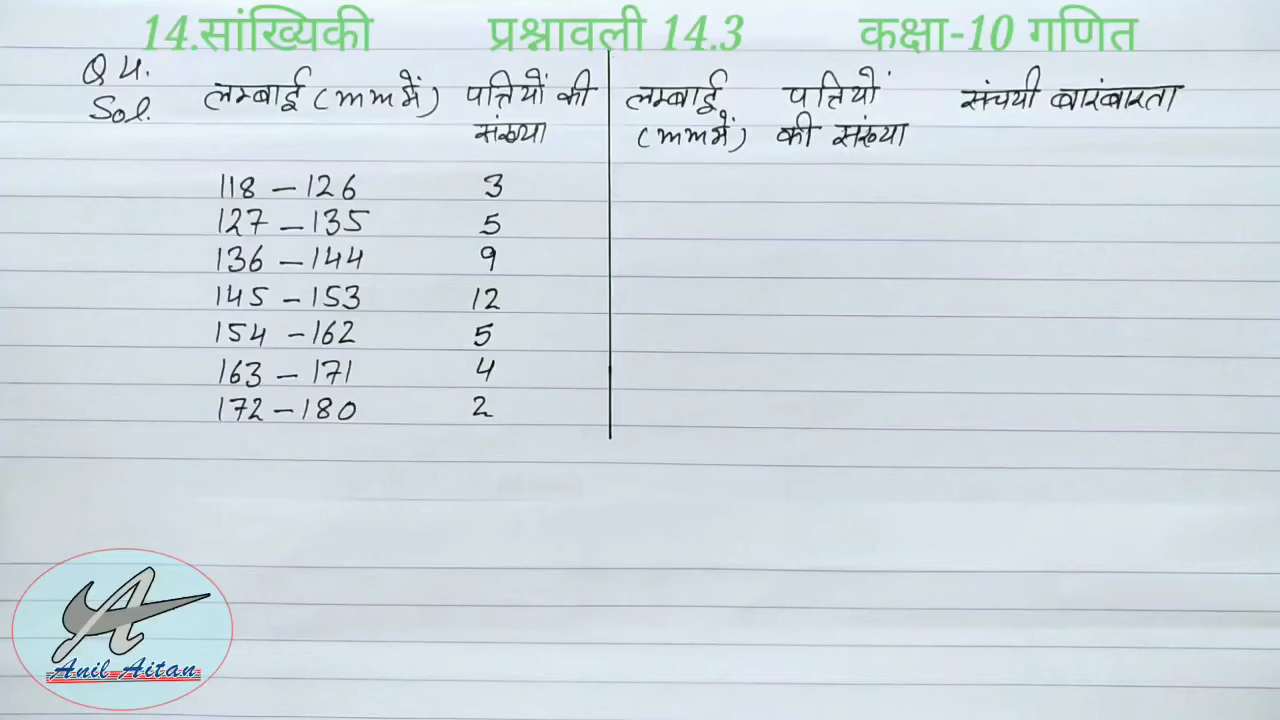 14.सांख्यिकी प्रश्नावली 14.3 कक्षा-10 गणित
Q 4.
Sol. लम्बाई (mm में) पत्तियों की संख्या लम्बाई (mm में) पत्तियों की संख्या संचयी बारंबारता
118 – 126 3
127 – 135 5
136 – 144 9
145 – 153 12
154 – 162 5
163 – 171 4
172 – 180 2
A
Anil Aitan